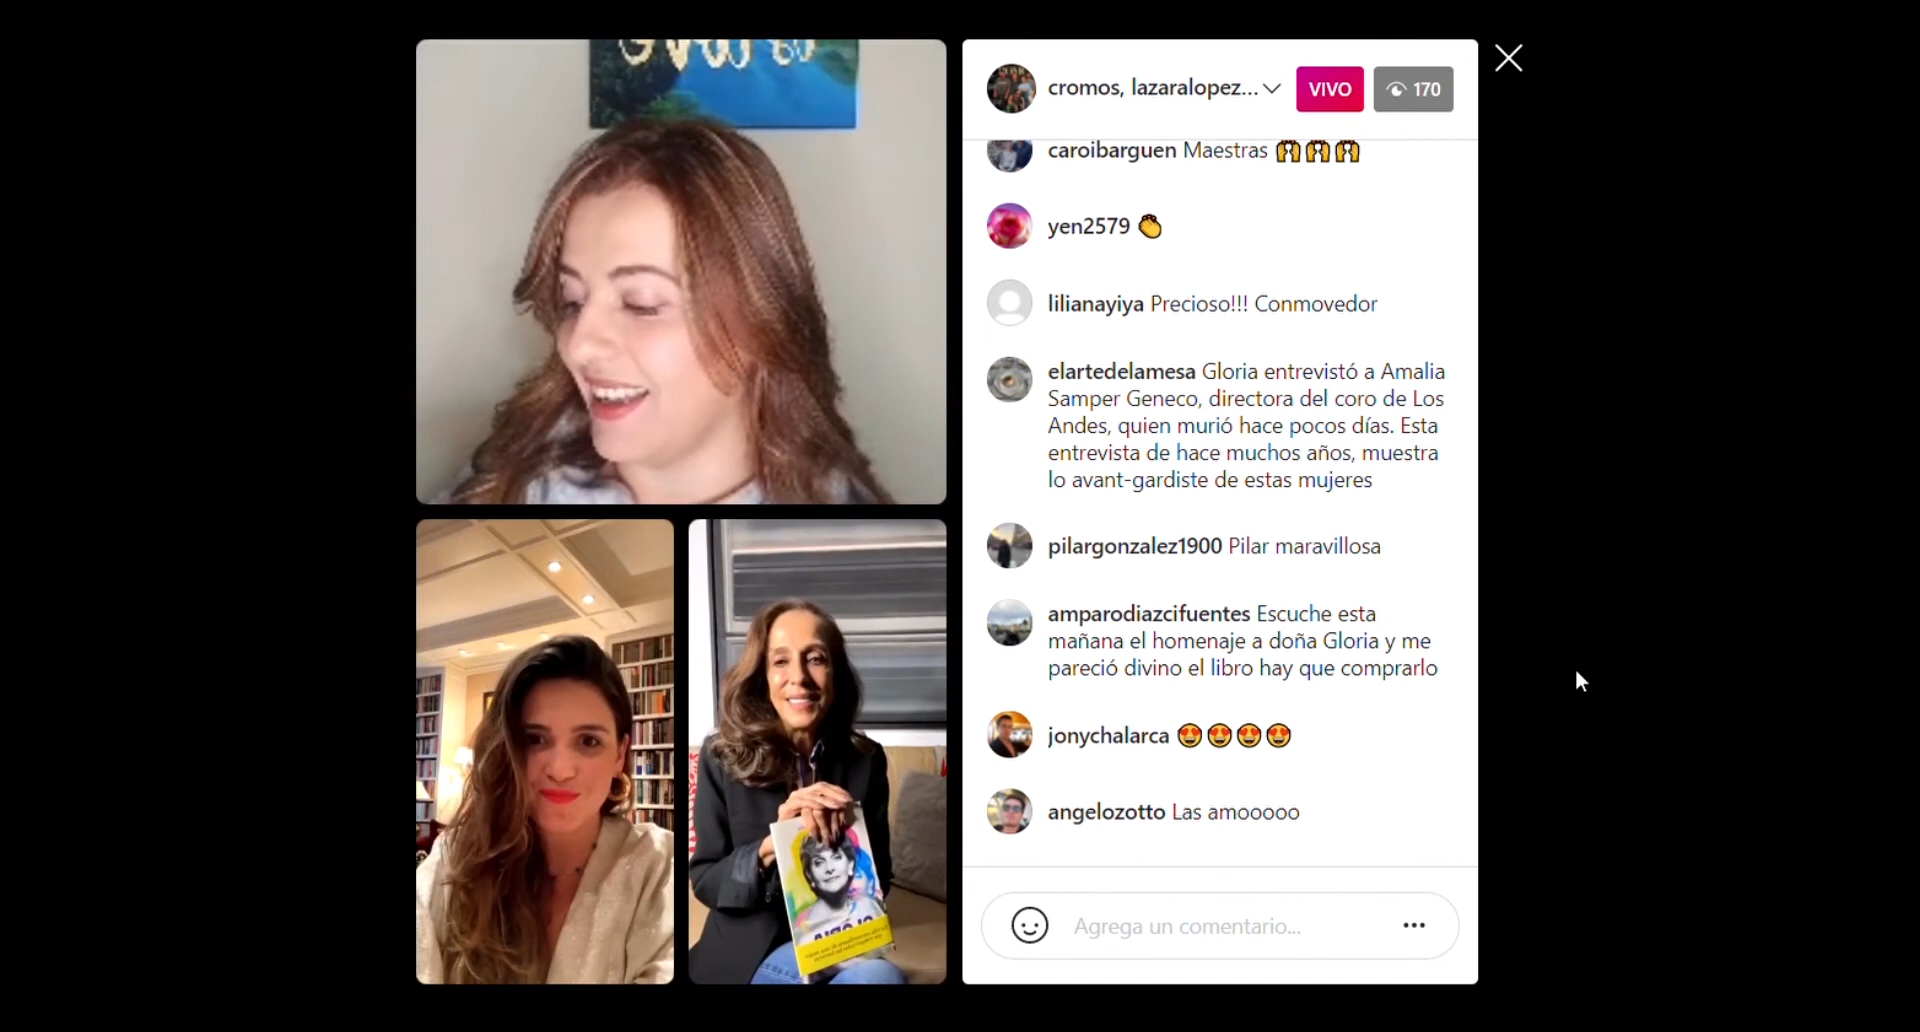 cromos, lazaralopez...
VIVO
170
caroibarguen Maestras 🙌🙌🙌
yen2579 👏
lilianayiya Precioso!!! Conmovedor
elartedelamesa Gloria entrevistó a Amalia
Samper Geneco, directora del coro de Los
Andes, quien murió hace pocos días. Esta
entrevista de hace muchos años, muestra
lo avant-gardiste de estas mujeres
pilargonzalez1900 Pilar maravillosa
amparodiazcifuentes Escuche esta
mañana el homenaje a doña Gloria y me
pareció divino el libro hay que comprarlo
jonychalarca 😍😍😍😍
angelozotto Las amooooo
Agrega un comentario...